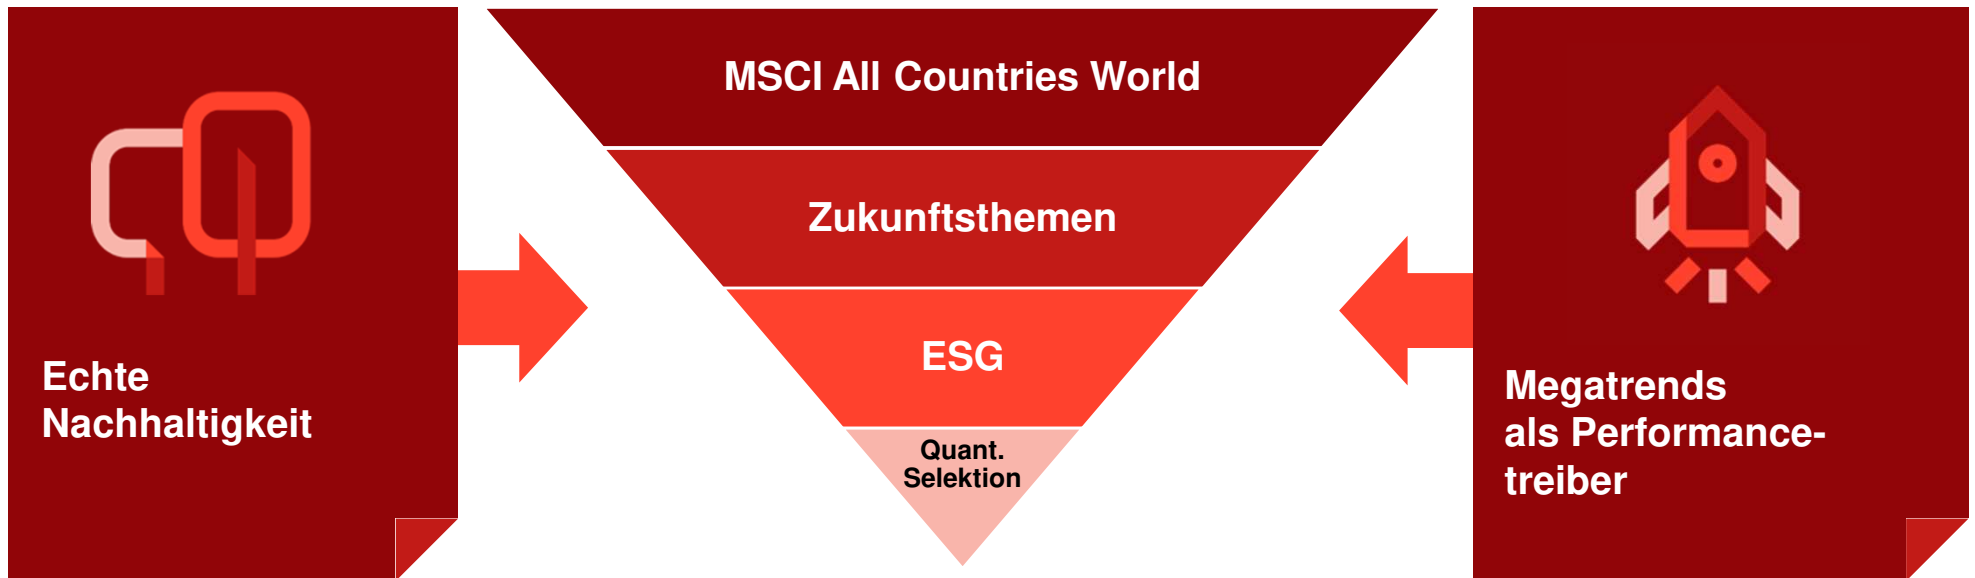 Echte
Nachhaltigkeit
MSCI All Countries World
Zukunftsthemen
ESG
Quant.
Selektion
Megatrends
als Performance-
treiber